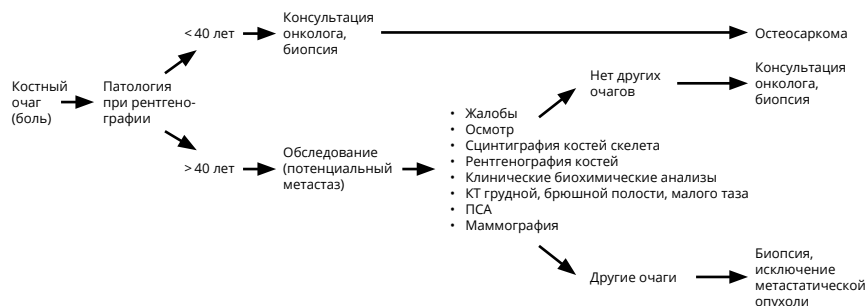 Костный
очаг
(боль)
Патология
при рентгено-
графии
< 40 лет
Консультация
онколога,
биопсия
Остеосаркома
> 40 лет
Обследование
(потенциальный
метастаз)
• Жалобы
• Осмотр
• Сцинтиграфия костей скелета
• Рентгенография костей
• Клинические биохимические анализы
• КТ грудной, брюшной полости, малого таза
• ПСА
• Маммография
Нет других
очагов
Консультация
онколога,
биопсия
Другие очаги
Биопсия,
исключение
метастатической
опухоли